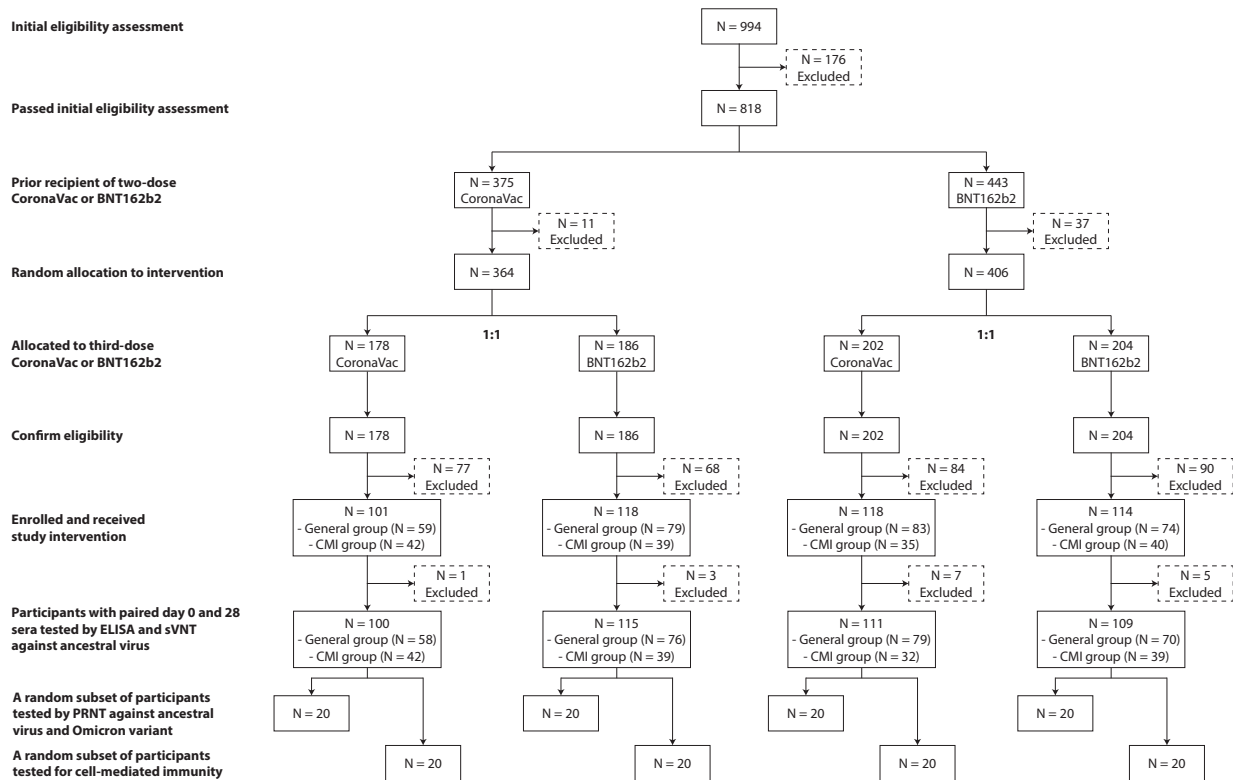 Initial eligibility assessment
N = 994
N = 176
Excluded
Passed initial eligibility assessment
N = 818
Prior recipient of two-dose
CoronaVac or BNT162b2
N = 375
CoronaVac
N = 443
BNT162b2
N = 11
Excluded
N = 37
Excluded
Random allocation to intervention
N = 364
N = 406
1:1
1:1
Allocated to third-dose
CoronaVac or BNT162b2
N = 178
CoronaVac
N = 186
BNT162b2
N = 202
CoronaVac
N = 204
BNT162b2
Confirm eligibility
N = 178
N = 186
N = 202
N = 204
N = 77
Excluded
N = 68
Excluded
N = 84
Excluded
N = 90
Excluded
Enrolled and received
study intervention
N = 101
- General group (N = 59)
- CMI group (N = 42)
N = 118
- General group (N = 79)
- CMI group (N = 39)
N = 118
- General group (N = 83)
- CMI group (N = 35)
N = 114
- General group (N = 74)
- CMI group (N = 40)
N = 1
Excluded
N = 3
Excluded
N = 7
Excluded
N = 5
Excluded
Participants with paired day 0 and 28
sera tested by ELISA and sVNT
against ancestral virus
N = 100
- General group (N = 58)
- CMI group (N = 42)
N = 115
- General group (N = 76)
- CMI group (N = 39)
N = 111
- General group (N = 79)
- CMI group (N = 32)
N = 109
- General group (N = 70)
- CMI group (N = 39)
A random subset of participants
tested by PRNT against ancestral
virus and Omicron variant
N = 20
N = 20
N = 20
N = 20
A random subset of participants
tested for cell-mediated immunity
N = 20
N = 20
N = 20
N = 20